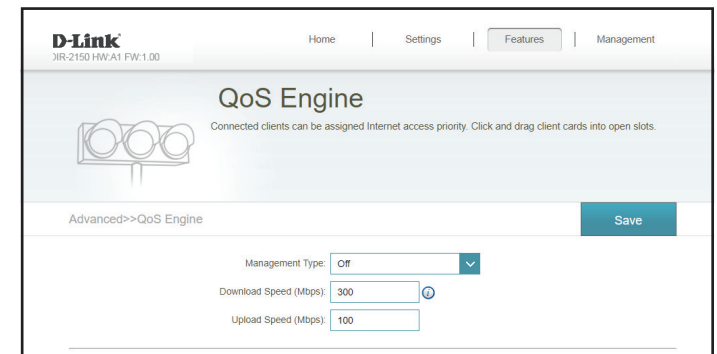 D-Link
DIR-2150 HW:A1 FW:1.00
Home
Settings
Features
Management
QoS Engine
Connected clients can be assigned Internet access priority. Click and drag client cards into open slots.
Advanced>>QoS Engine
Save
Management Type: Off
Download Speed (Mbps): 300
Upload Speed (Mbps): 100